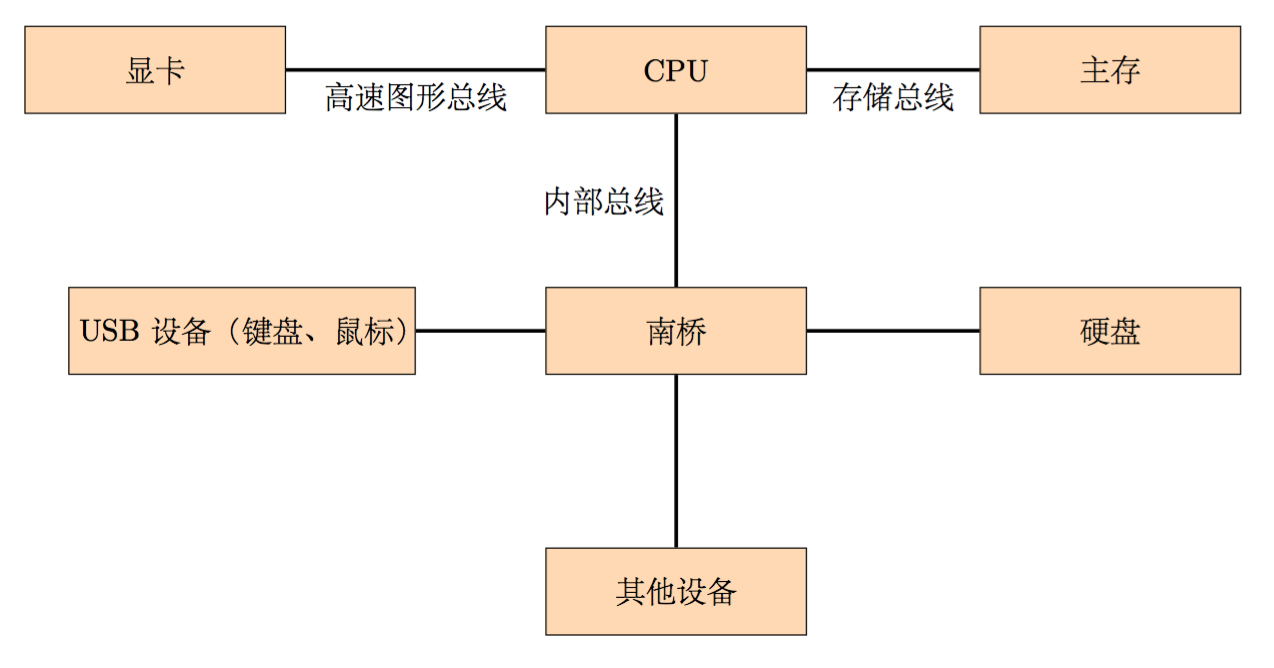 显卡
CPU
主存
高速图形总线
存储总线
内部总线
USB 设备（键盘、鼠标）
南桥
硬盘
其他设备